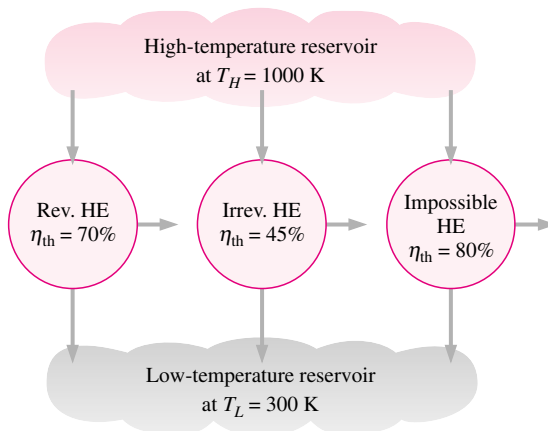 High-temperature reservoir
at T_H = 1000 K
Rev. HE
η_th = 70%
Irrev. HE
η_th = 45%
Impossible
HE
η_th = 80%
Low-temperature reservoir
at T_L = 300 K